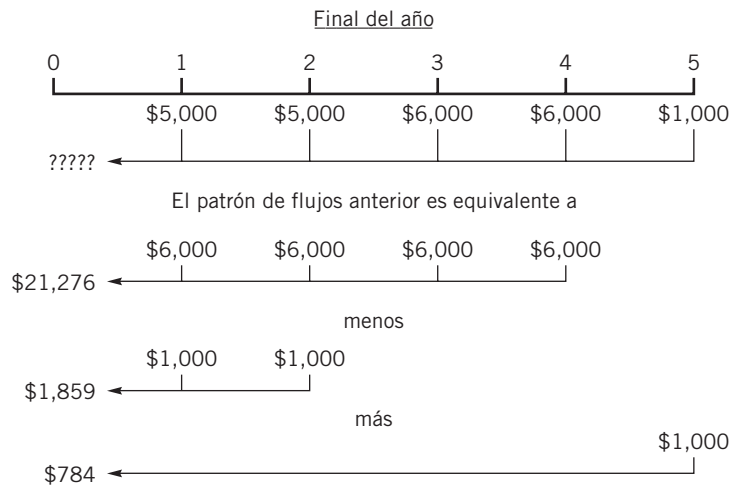 Final del año
0 1 2 3 4 5
$5,000 $5,000 $6,000 $6,000 $1,000
?????
El patrón de flujos anterior es equivalente a
$6,000 $6,000 $6,000 $6,000
$21,276
menos
$1,000 $1,000
$1,859
más
$1,000
$784